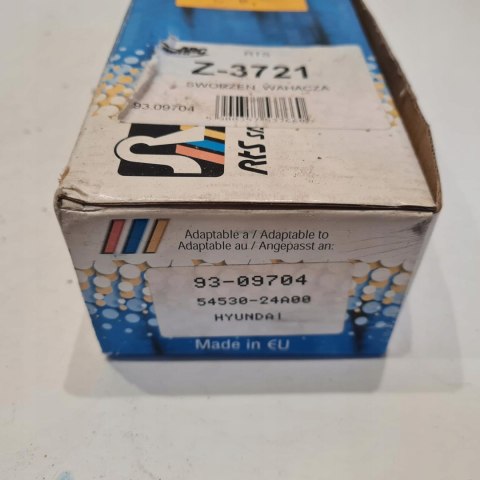 RTS
Z-3721
SWORZEN WAHACZA
93.09704
RTS
Adaptable a / Adaptable to
Adaptable au / Angepasst an:
93-09704
54530-24A00
HYUNDAI
Made in EU